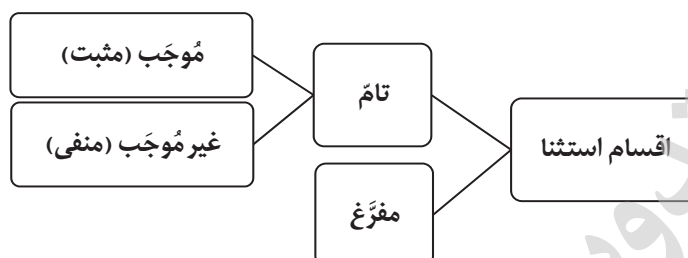 اقسام استثنا
تامّ
مُوجَب (مثبت)
غیر مُوجَب (منفی)
مفرَّغ